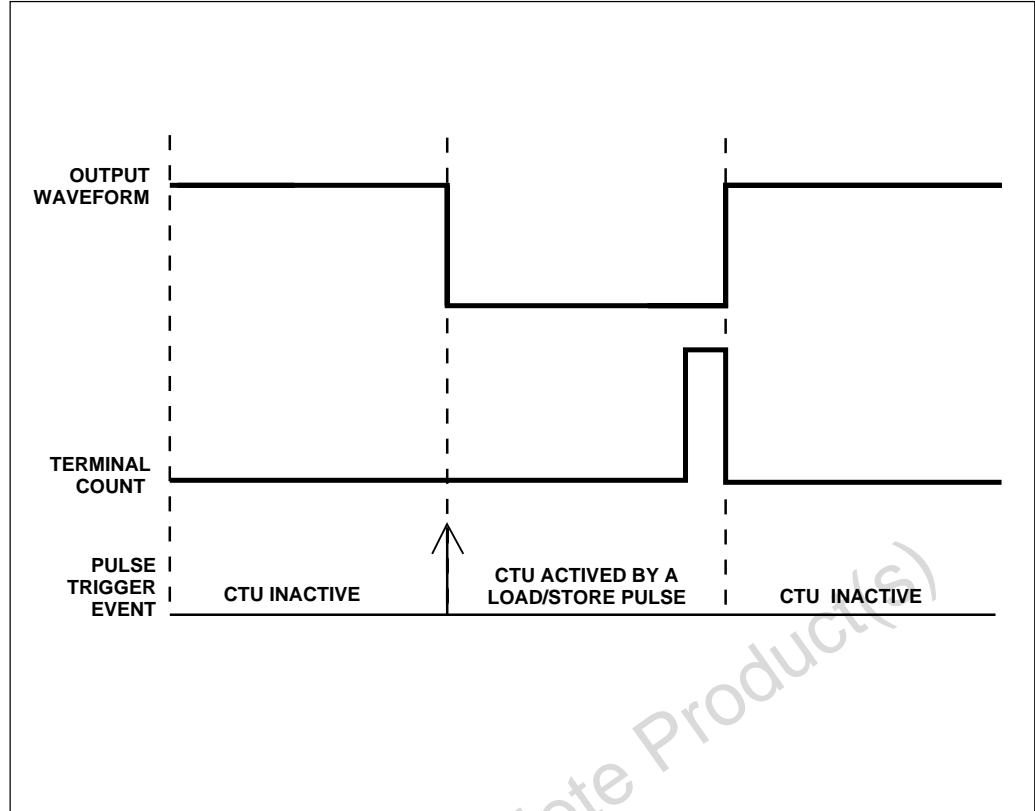 OUTPUT
WAVEFORM
TERMINAL
COUNT
PULSE
TRIGGER
EVENT
CTU INACTIVE
CTU ACTIVED BY A
LOAD/STORE PULSE
CTU INACTIVE
Product(s)